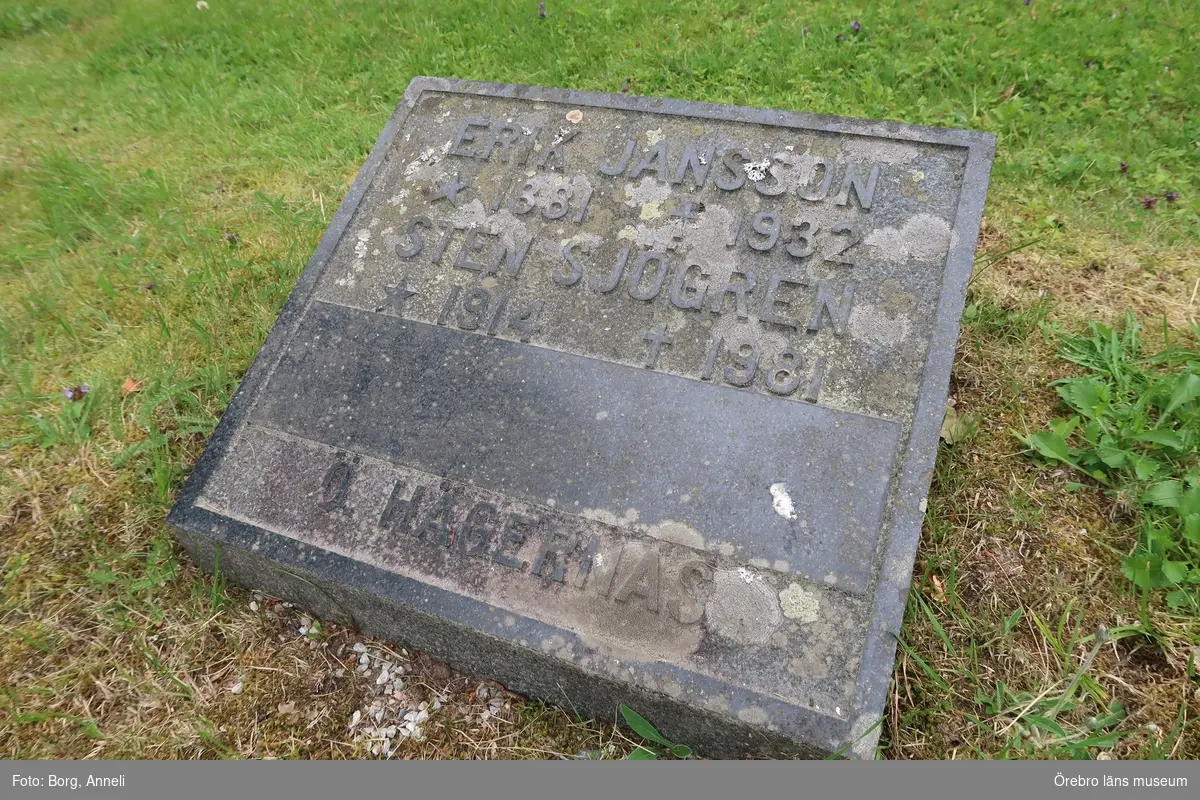 ERIK JANSSON
★ 1881 ✝ 1932
STEN SJÖGREN
★ 1914 ✝ 1981
Ö HÄGERNÄS
Foto: Borg, Anneli
Örebro läns museum